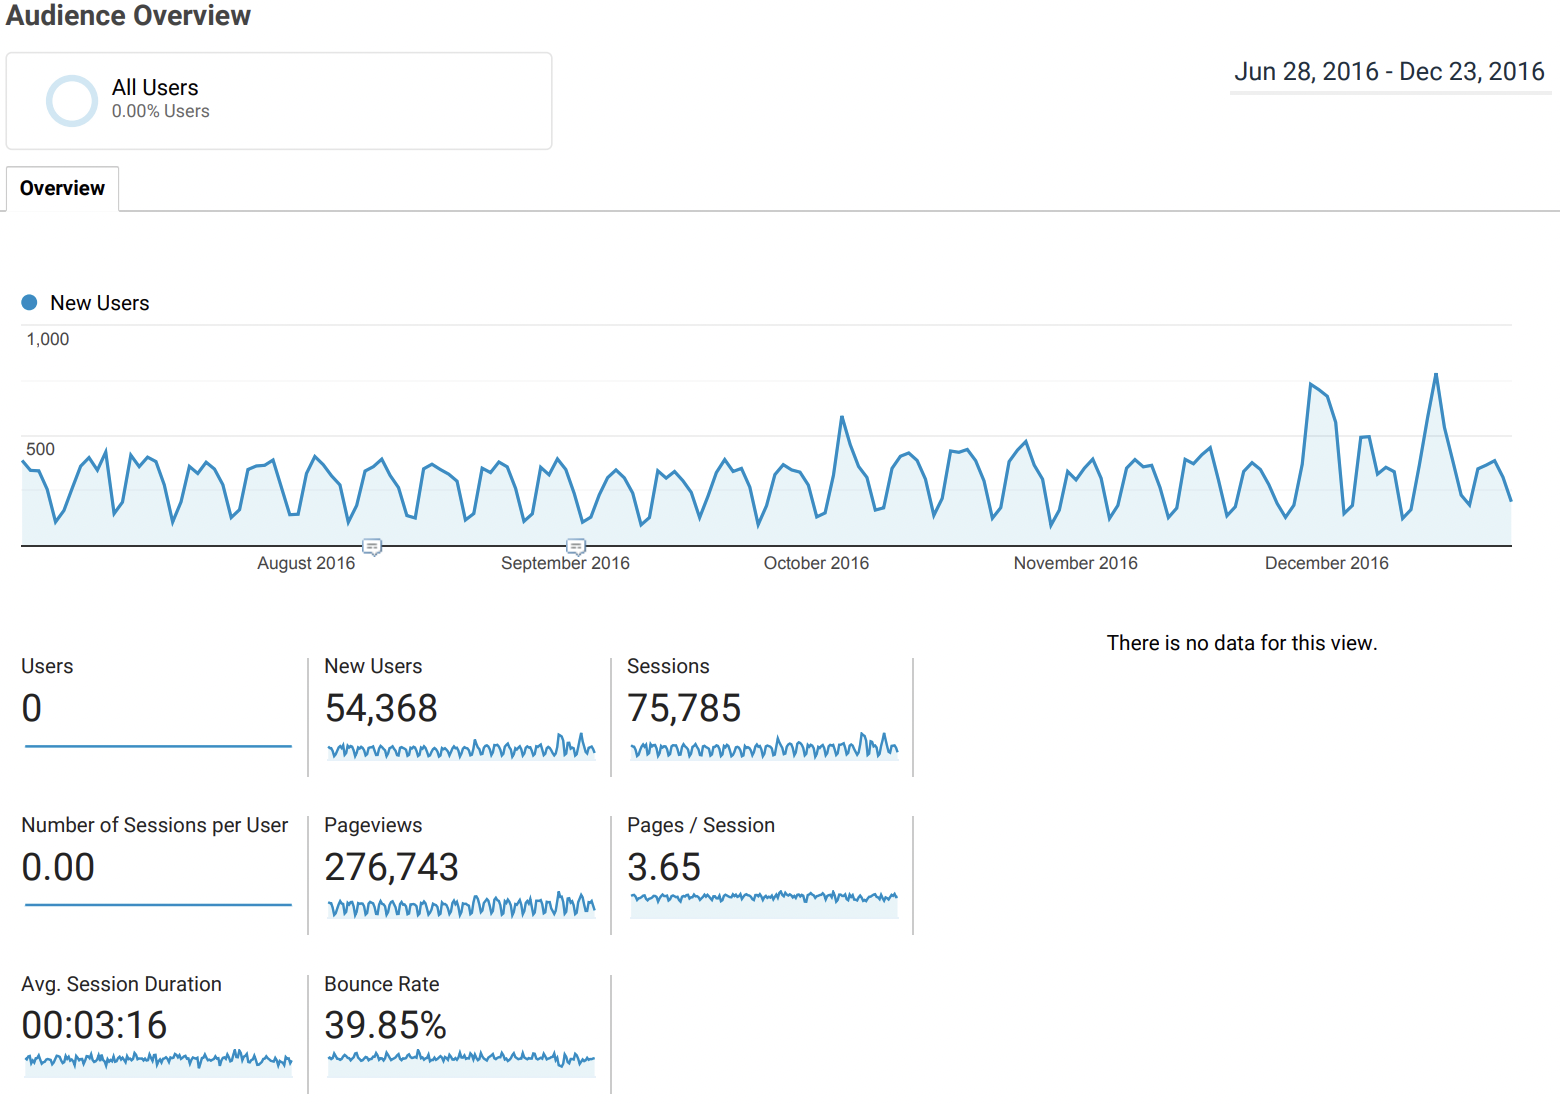 Audience Overview
All Users
0.00% Users
Jun 28, 2016 - Dec 23, 2016
Overview
New Users
1,000
500
August 2016
September 2016
October 2016
November 2016
December 2016
There is no data for this view.
Users
0
New Users
54,368
Sessions
75,785
Number of Sessions per User
0.00
Pageviews
276,743
Pages / Session
3.65
Avg. Session Duration
00:03:16
Bounce Rate
39.85%